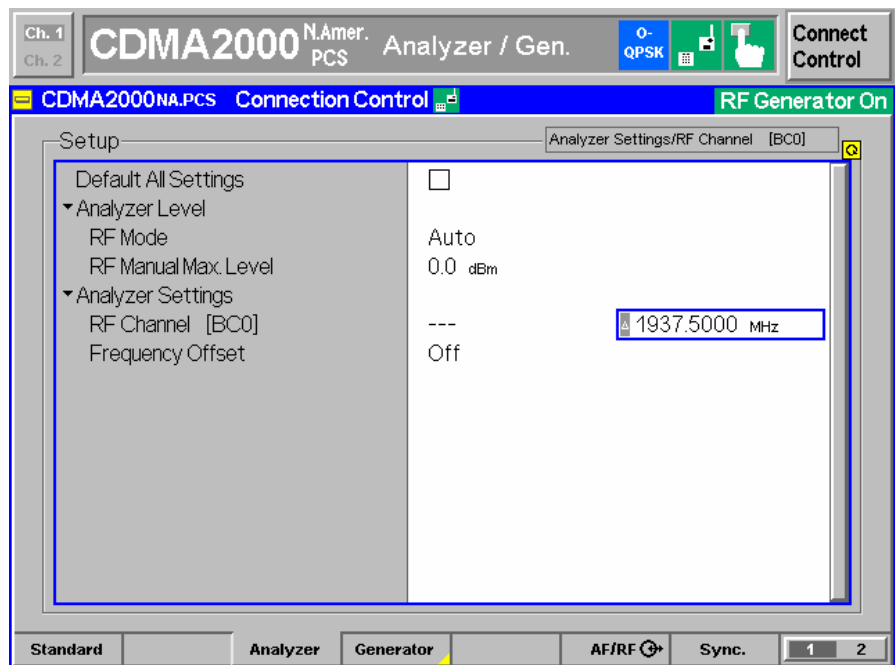 Ch. 1
Ch. 2
CDMA2000 N.Amer. PCS Analyzer / Gen.
O-QPSK
Connect Control
CDMA2000 NA.PCS Connection Control
RF Generator On
Setup
Analyzer Settings/RF Channel [BC0]
Default All Settings
Analyzer Level
RF Mode Auto
RF Manual Max. Level 0.0 dBm
Analyzer Settings
RF Channel [BC0] --- 1937.5000 MHz
Frequency Offset Off
Standard Analyzer Generator AF/RF Sync. 1 2